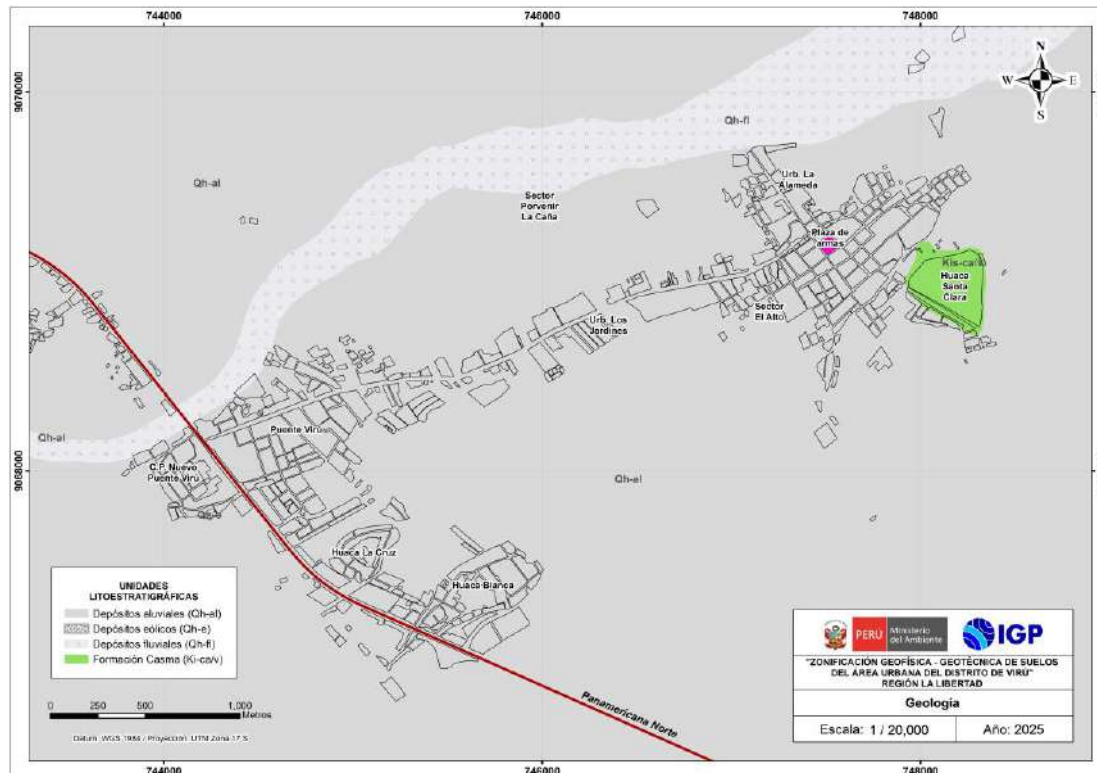 744000
746000
748000
9070000
N
W E
S
Qh-fl
Qh-al
Urb. La
Alameda
Sector
Porvenir
La Caña
Plaza de
armas
Kis-ca/v
Huaca
Santa
Clara
Urb. Los
Jardines
Sector
El Alto
Puente Virú
Qh-al
C.P. Nuevo
Puente Virú
9068000
Qh-al
Huaca La Cruz
Huaca Blanca
UNIDADES
LITOESTRATIGRÁFICAS
Depósitos aluviales (Qh-al)
Depósitos eólicos (Qh-e)
Depósitos fluviales (Qh-fl)
Formación Casma (Ki-ca/v)
0 250 500 1,000
Metros
Datum: WGS 1984 / Proyección: UTM Zona 17 S
Panamericana Norte
PERÚ
Ministerio
del Ambiente
IGP
"ZONIFICACIÓN GEOFÍSICA - GEOTÉCNICA DE SUELOS
DEL ÁREA URBANA DEL DISTRITO DE VIRÚ"
REGIÓN LA LIBERTAD
Geología
Escala: 1 / 20,000
Año: 2025
744000
746000
748000